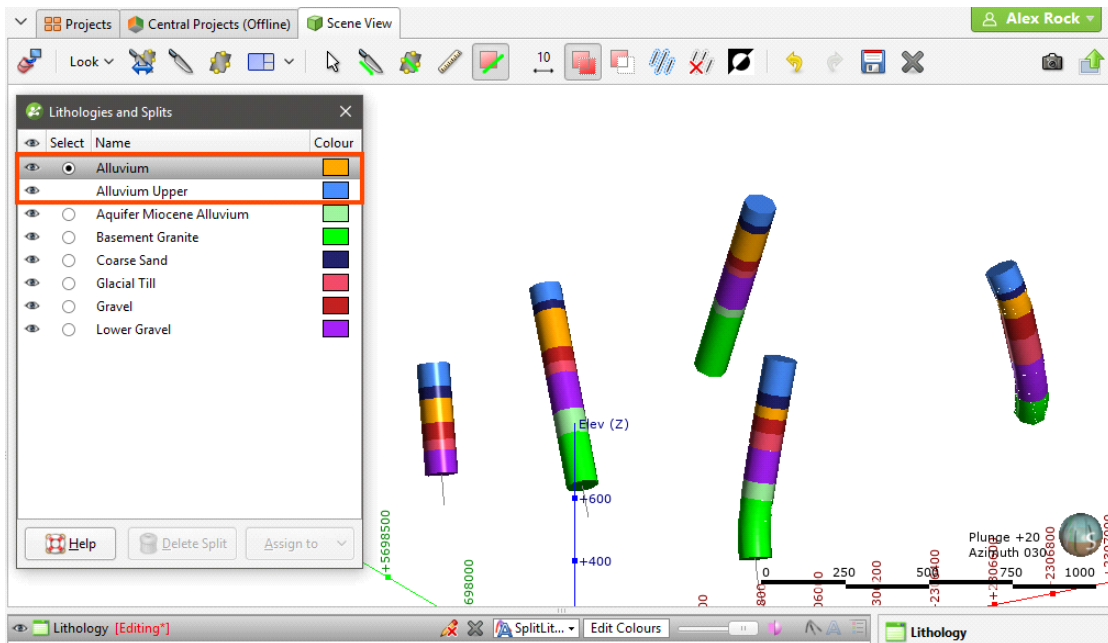 Projects
Central Projects (Offline)
Scene View
Alex Rock
Look
10
Lithologies and Splits
Select Name Colour
Alluvium
Alluvium Upper
Aquifer Miocene Alluvium
Basement Granite
Coarse Sand
Glacial Till
Gravel
Lower Gravel
Help
Delete Split
Assign to
Elev (Z)
+600
+400
+5698500
698000
Plunge +20
Azimuth 030
0 250 500 750 1000
S
Lithology [Editing*]
SplitLit...
Edit Colours
Lithology